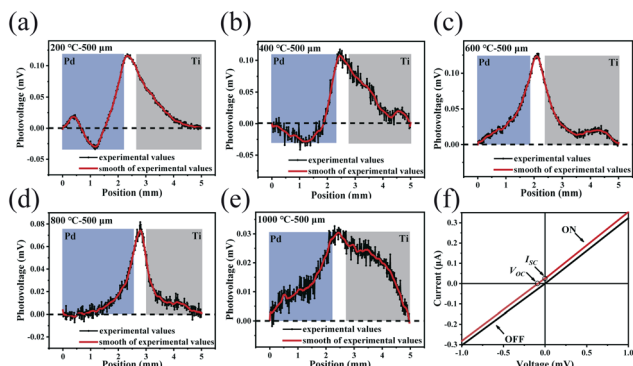 (a)
200 °C-500 μm
Pd
Ti
Photovoltage (mV)
0.10
0.05
0.00
-0.05
experimental values
smooth of experimental values
0 1 2 3 4 5
Position (mm)
(b)
400 °C-500 μm
Pd
Ti
Photovoltage (mV)
0.10
0.05
0.00
-0.05
experimental values
smooth of experimental values
0 1 2 3 4 5
Position (mm)
(c)
600 °C-500 μm
Pd
Ti
Photovoltage (mV)
0.10
0.05
0.00
experimental values
smooth of experimental values
0 1 2 3 4 5
Position (mm)
(d)
800 °C-500 μm
Pd
Ti
Photovoltage (mV)
0.08
0.06
0.04
0.02
0.00
-0.02
experimental values
smooth of experimental values
0 1 2 3 4 5
Position (mm)
(e)
1000 °C-500 μm
Pd
Ti
Photovoltage (mV)
0.03
0.02
0.01
0.00
experimental values
smooth of experimental values
0 1 2 3 4 5
Position (mm)
(f)
Current (μA)
0.4
0.3
0.2
0.1
0.0
-0.1
-0.2
-0.3
ON
ISC
VOC
OFF
-1.0 -0.5 0.0 0.5 1.0
Voltage (mV)